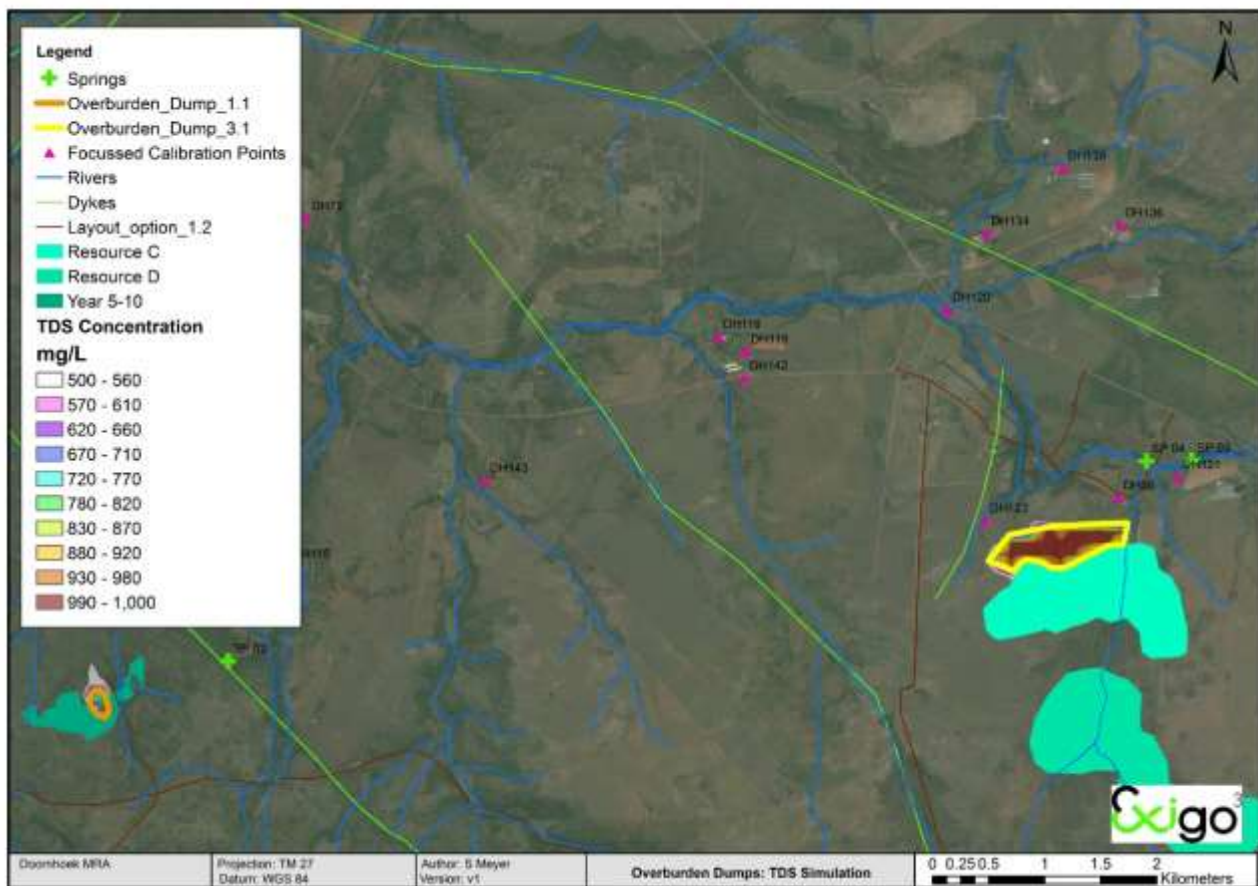 Legend
Springs
Overburden_Dump_1.1
Overburden_Dump_3.1
Focussed Calibration Points
Rivers
Dykes
Layout_option_1.2
Resource C
Resource D
Year 5-10
TDS Concentration
mg/L
500 - 560
570 - 610
620 - 660
670 - 710
720 - 770
780 - 820
830 - 870
880 - 920
930 - 980
990 - 1,000
N
DH72
DH134
DH136
DH120
DH119
DH142
DH143
SP 04
DH123
Exigo
Doornhoek MRA
Projection: TM 27
Datum: WGS 84
Author: S Meyer
Version: v1
Overburden Dumps: TDS Simulation
0 0.25 0.5 1 1.5 2
Kilometers